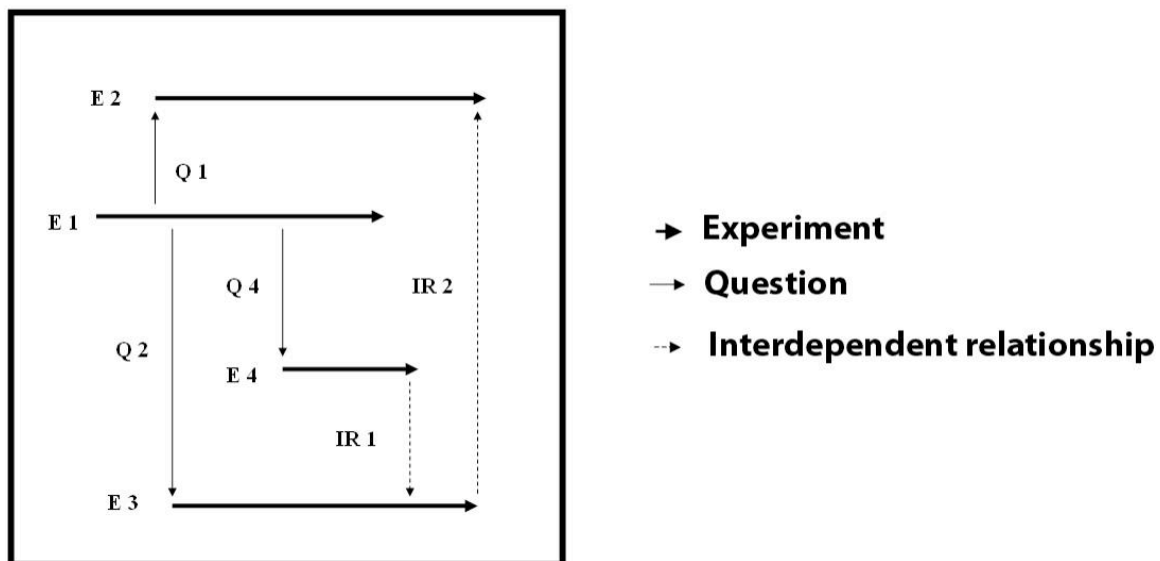 E 2
Q 1
E 1
Q 4
IR 2
Q 2
E 4
IR 1
E 3
Experiment
Question
Interdependent relationship